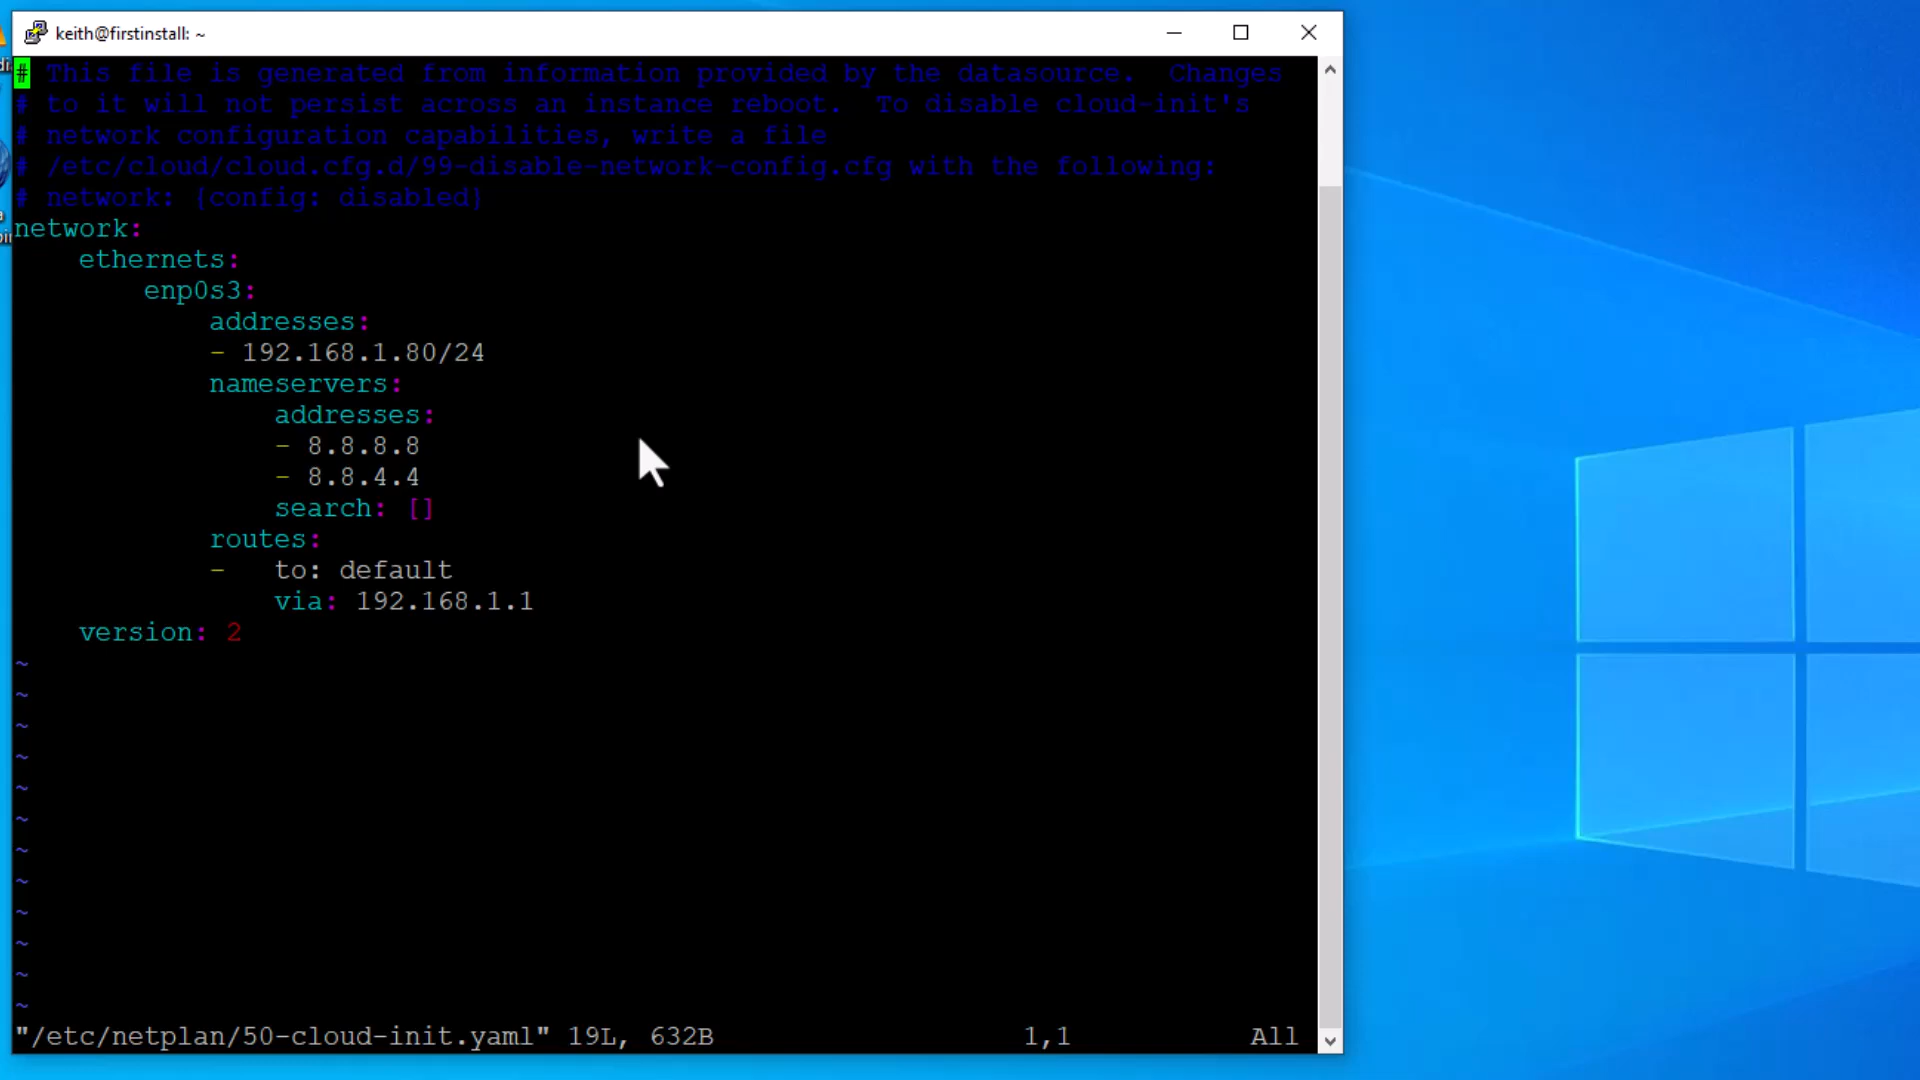 keith@firstinstall: ~
# This file is generated from information provided by the datasource.  Changes
# to it will not persist across an instance reboot.  To disable cloud-init's
# network configuration capabilities, write a file
# /etc/cloud/cloud.cfg.d/99-disable-network-config.cfg with the following:
# network: {config: disabled}
network:
    ethernets:
        enp0s3:
            addresses:
            - 192.168.1.80/24
            nameservers:
                addresses:
                - 8.8.8.8
                - 8.8.4.4
                search: []
            routes:
            -   to: default
                via: 192.168.1.1
    version: 2
~
~
~
~
~
~
~
~
~
~
~
~
"/etc/netplan/50-cloud-init.yaml" 19L, 632B 1,1 All